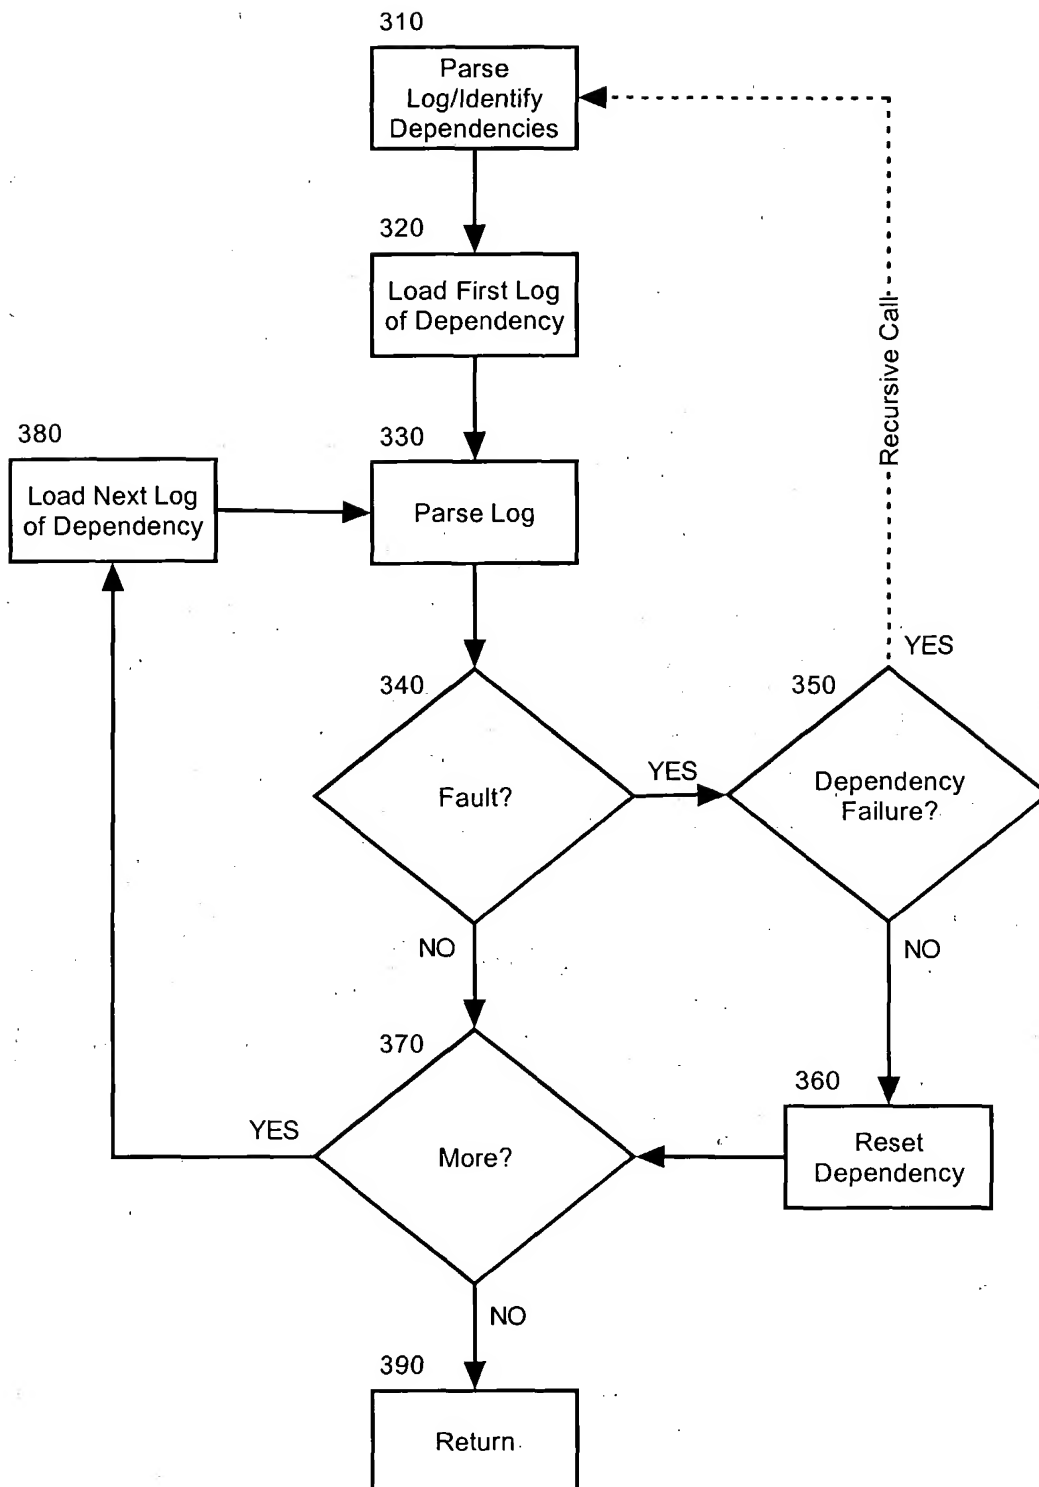 310
Parse
Log/Identify
Dependencies
320
Load First Log
of Dependency
Recursive Call
380
Load Next Log
of Dependency
330
Parse Log
340
Fault?
YES
350
YES
Dependency
Failure?
NO
NO
370
More?
YES
360
Reset
Dependency
NO
390
Return